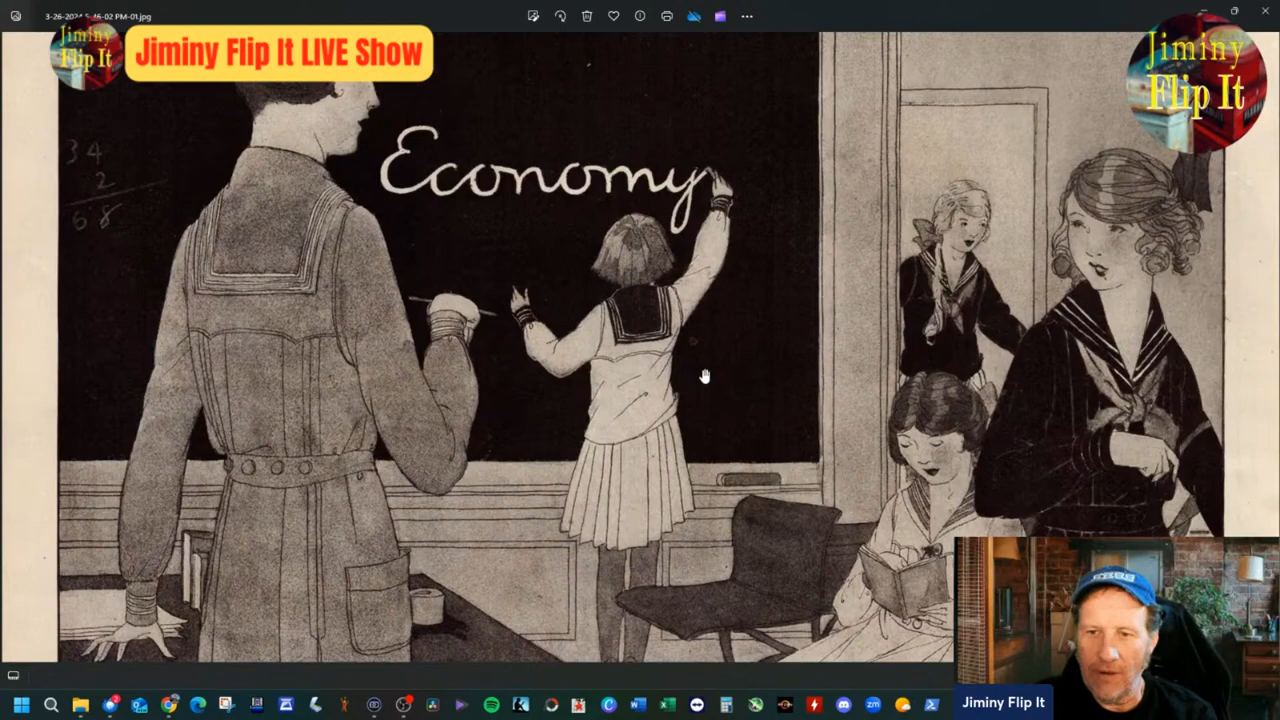 3-26-2024 5-46-02 PM-01.jpg
Jiminy
Flip It
Jiminy Flip It LIVE Show
Jiminy
Flip It
Economy
34
2
68
Jiminy Flip It